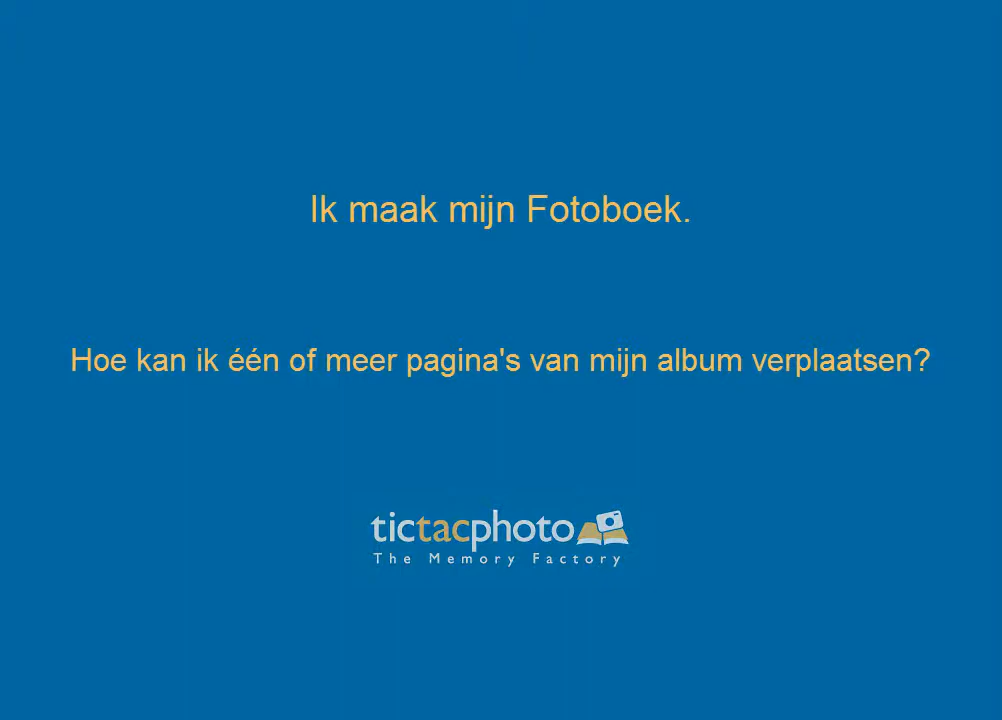 Ik maak mijn Fotoboek.
Hoe kan ik één of meer pagina's van mijn album verplaatsen?
tictacphoto
The Memory Factory